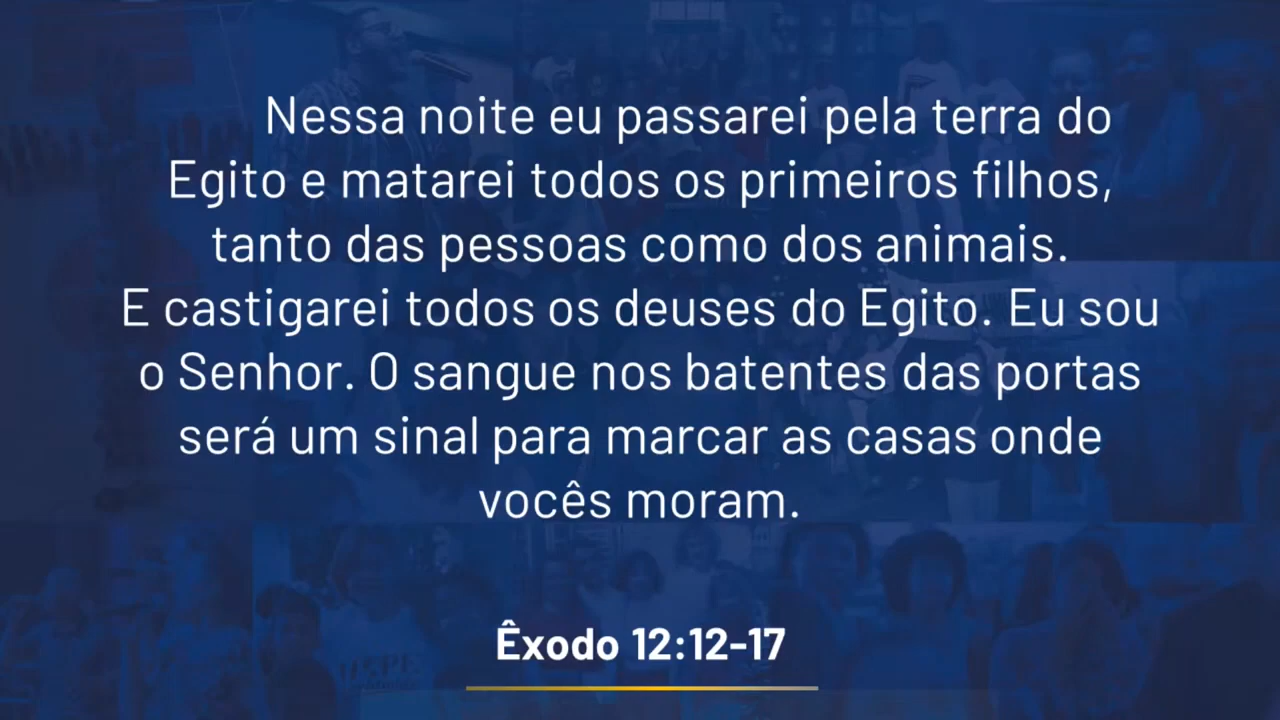 Nessa noite eu passarei pela terra do
Egito e matarei todos os primeiros filhos,
tanto das pessoas como dos animais.
E castigarei todos os deuses do Egito. Eu sou
o Senhor. O sangue nos batentes das portas
será um sinal para marcar as casas onde
vocês moram.
Êxodo 12:12-17